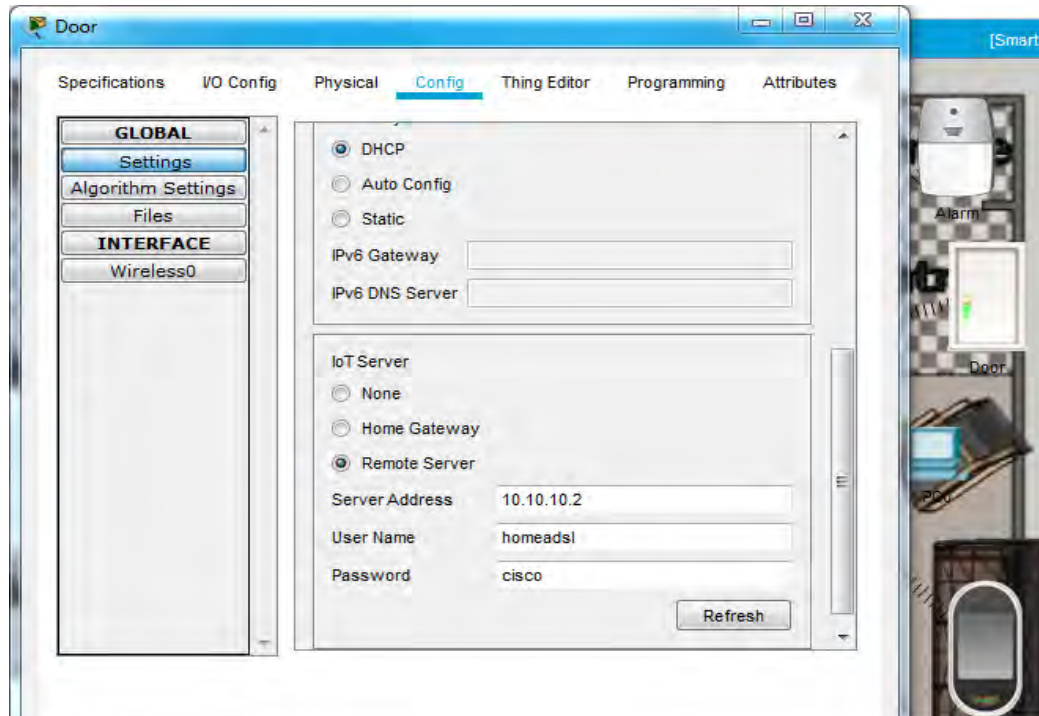 Door
[Smart
Specifications I/O Config Physical Config Thing Editor Programming Attributes
GLOBAL
Settings
Algorithm Settings
Files
INTERFACE
Wireless0
DHCP
Auto Config
Static
IPv6 Gateway
IPv6 DNS Server
IoT Server
None
Home Gateway
Remote Server
Server Address 10.10.10.2
User Name homeadsl
Password cisco
Refresh
Alarm
Door